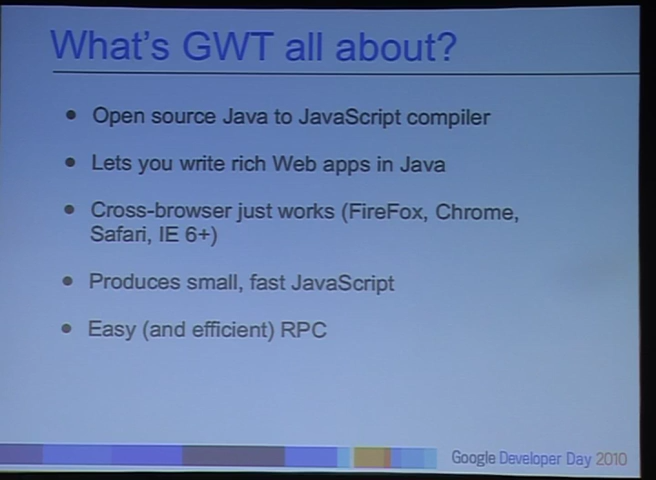 What's GWT all about?
Open source Java to JavaScript compiler
Lets you write rich Web apps in Java
Cross-browser just works (FireFox, Chrome,
Safari, IE 6+)
Produces small, fast JavaScript
Easy (and efficient) RPC
Google Developer Day 2010